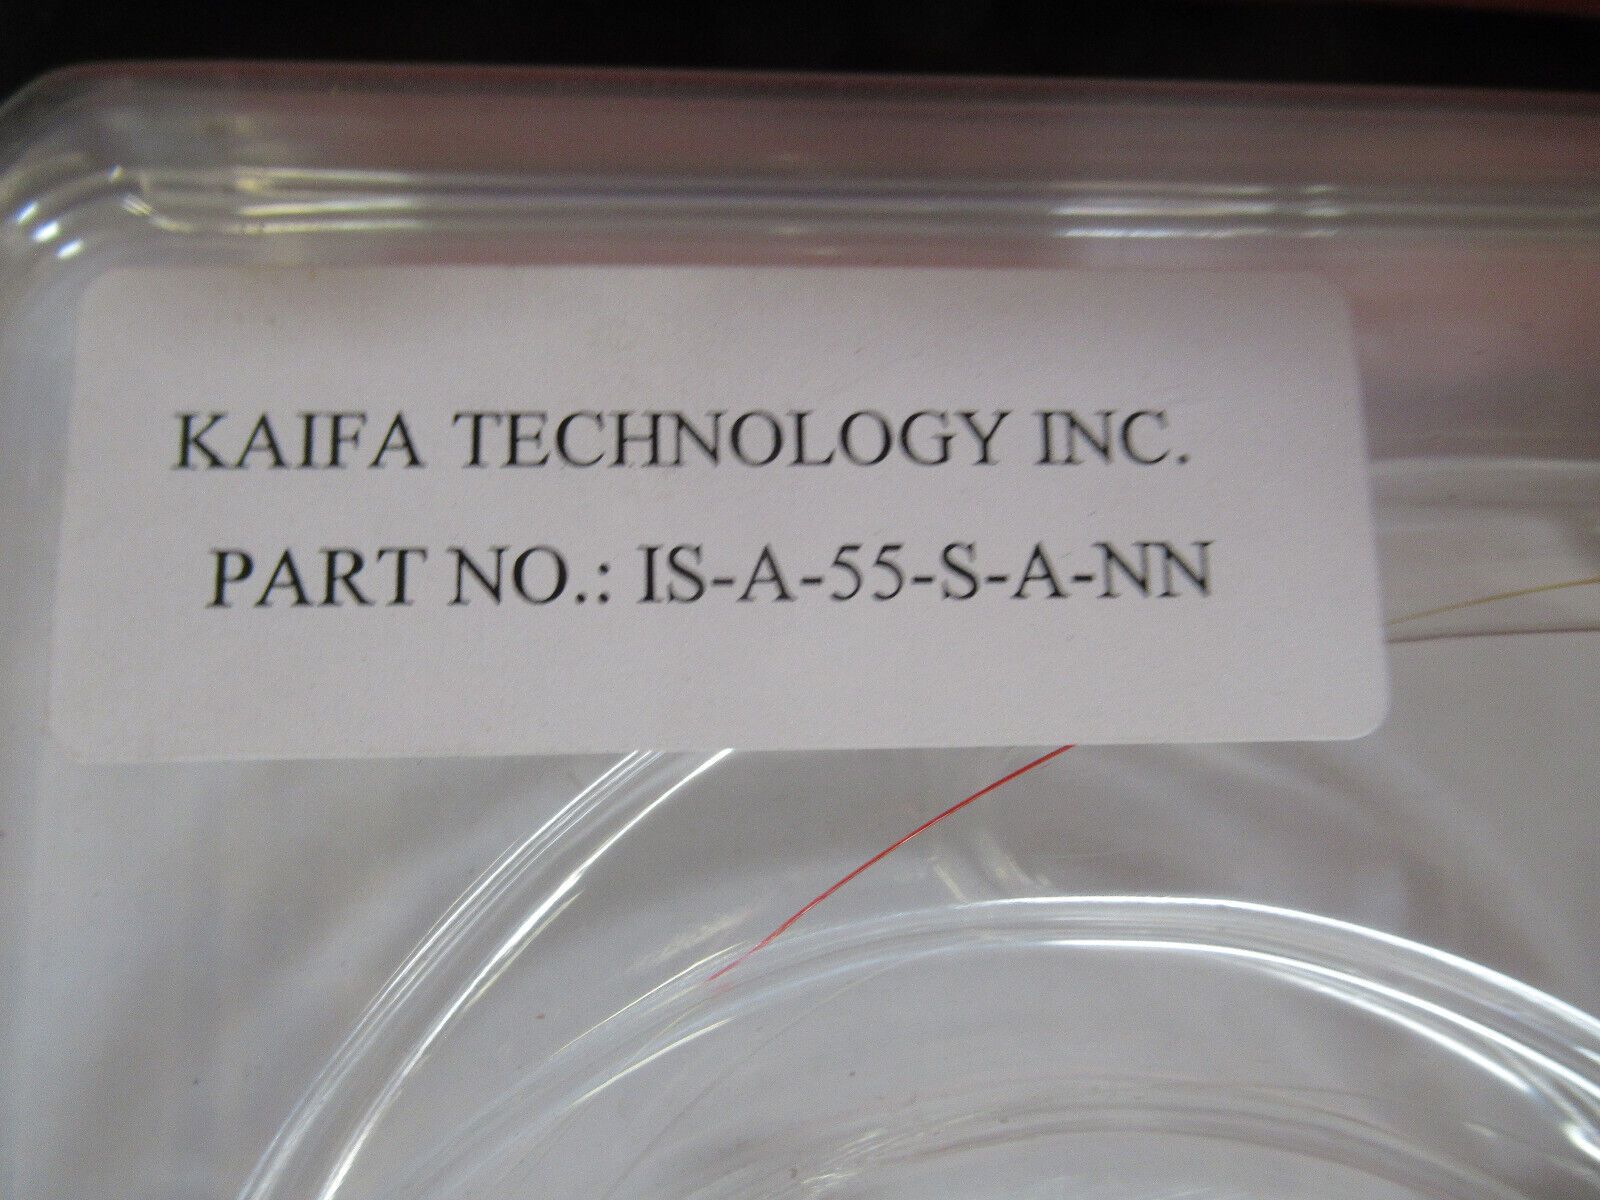 KAIFA TECHNOLOGY INC.
PART NO.: IS-A-55-S-A-NN